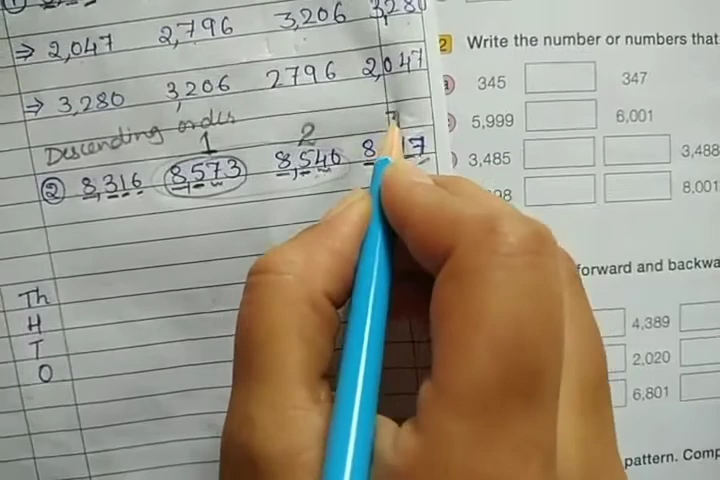 ⇒ 2,047 2,796 3,206 3,280
⇒ 3,280 3,206 2796 2,047
Descending order
1 2
② 8,316 8,573 8,546 8 17
Th
H
T
O
2 Write the number or numbers that
345 347
5,999 6,001
3,485 3,488
98 8,001
forward and backwa
4,389
2,020
6,801
pattern. Comp